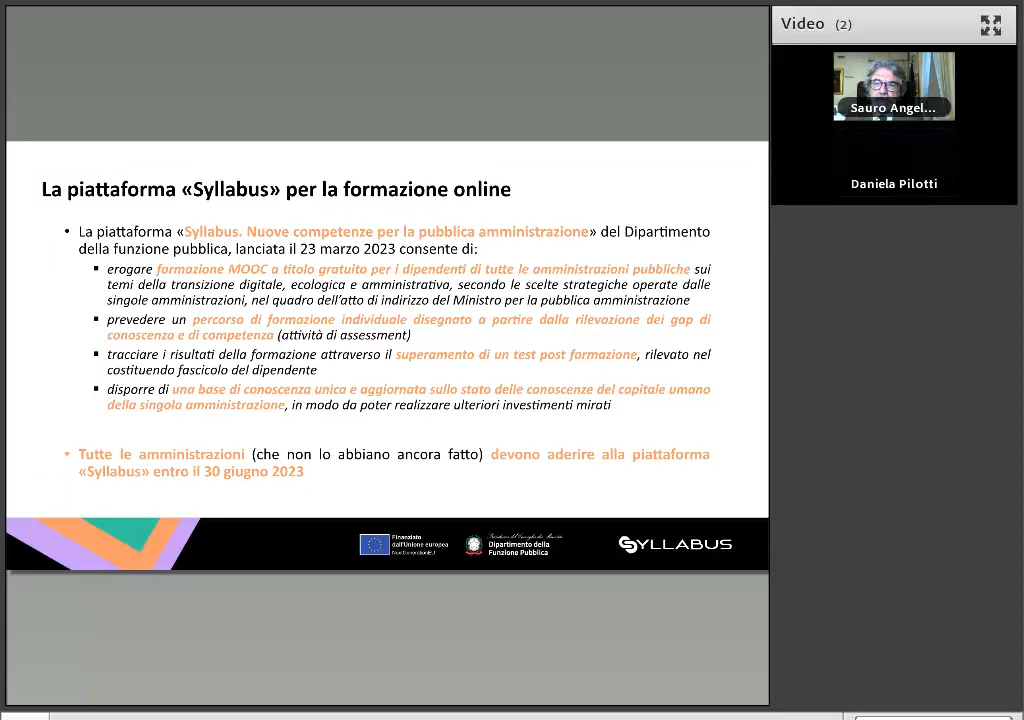 Video (2)
Sauro Angel...
Daniela Pilotti
La piattaforma «Syllabus» per la formazione online
• La piattaforma «Syllabus. Nuove competenze per la pubblica amministrazione» del Dipartimento
della funzione pubblica, lanciata il 23 marzo 2023 consente di:
▪ erogare formazione MOOC a titolo gratuito per i dipendenti di tutte le amministrazioni pubbliche sui
temi della transizione digitale, ecologica e amministrativa, secondo le scelte strategiche operate dalle
singole amministrazioni, nel quadro dell'atto di indirizzo del Ministro per la pubblica amministrazione
▪ prevedere un percorso di formazione individuale disegnato a partire dalla rilevazione dei gap di
conoscenza e di competenza (attività di assessment)
▪ tracciare i risultati della formazione attraverso il superamento di un test post formazione, rilevato nel
costituendo fascicolo del dipendente
▪ disporre di una base di conoscenza unica e aggiornata sullo stato delle conoscenze del capitale umano
della singola amministrazione, in modo da poter realizzare ulteriori investimenti mirati
• Tutte le amministrazioni (che non lo abbiano ancora fatto) devono aderire alla piattaforma
«Syllabus» entro il 30 giugno 2023
Finanziato
dall'Unione europea
NextGenerationEU
Dipartimento della
Funzione Pubblica
SYLLABUS